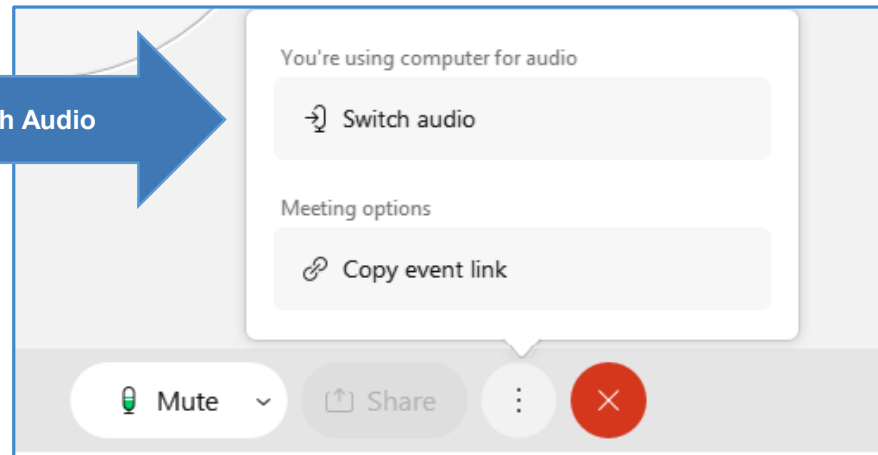 You're using computer for audio
h Audio
Switch audio
Meeting options
Copy event link
Mute
Share